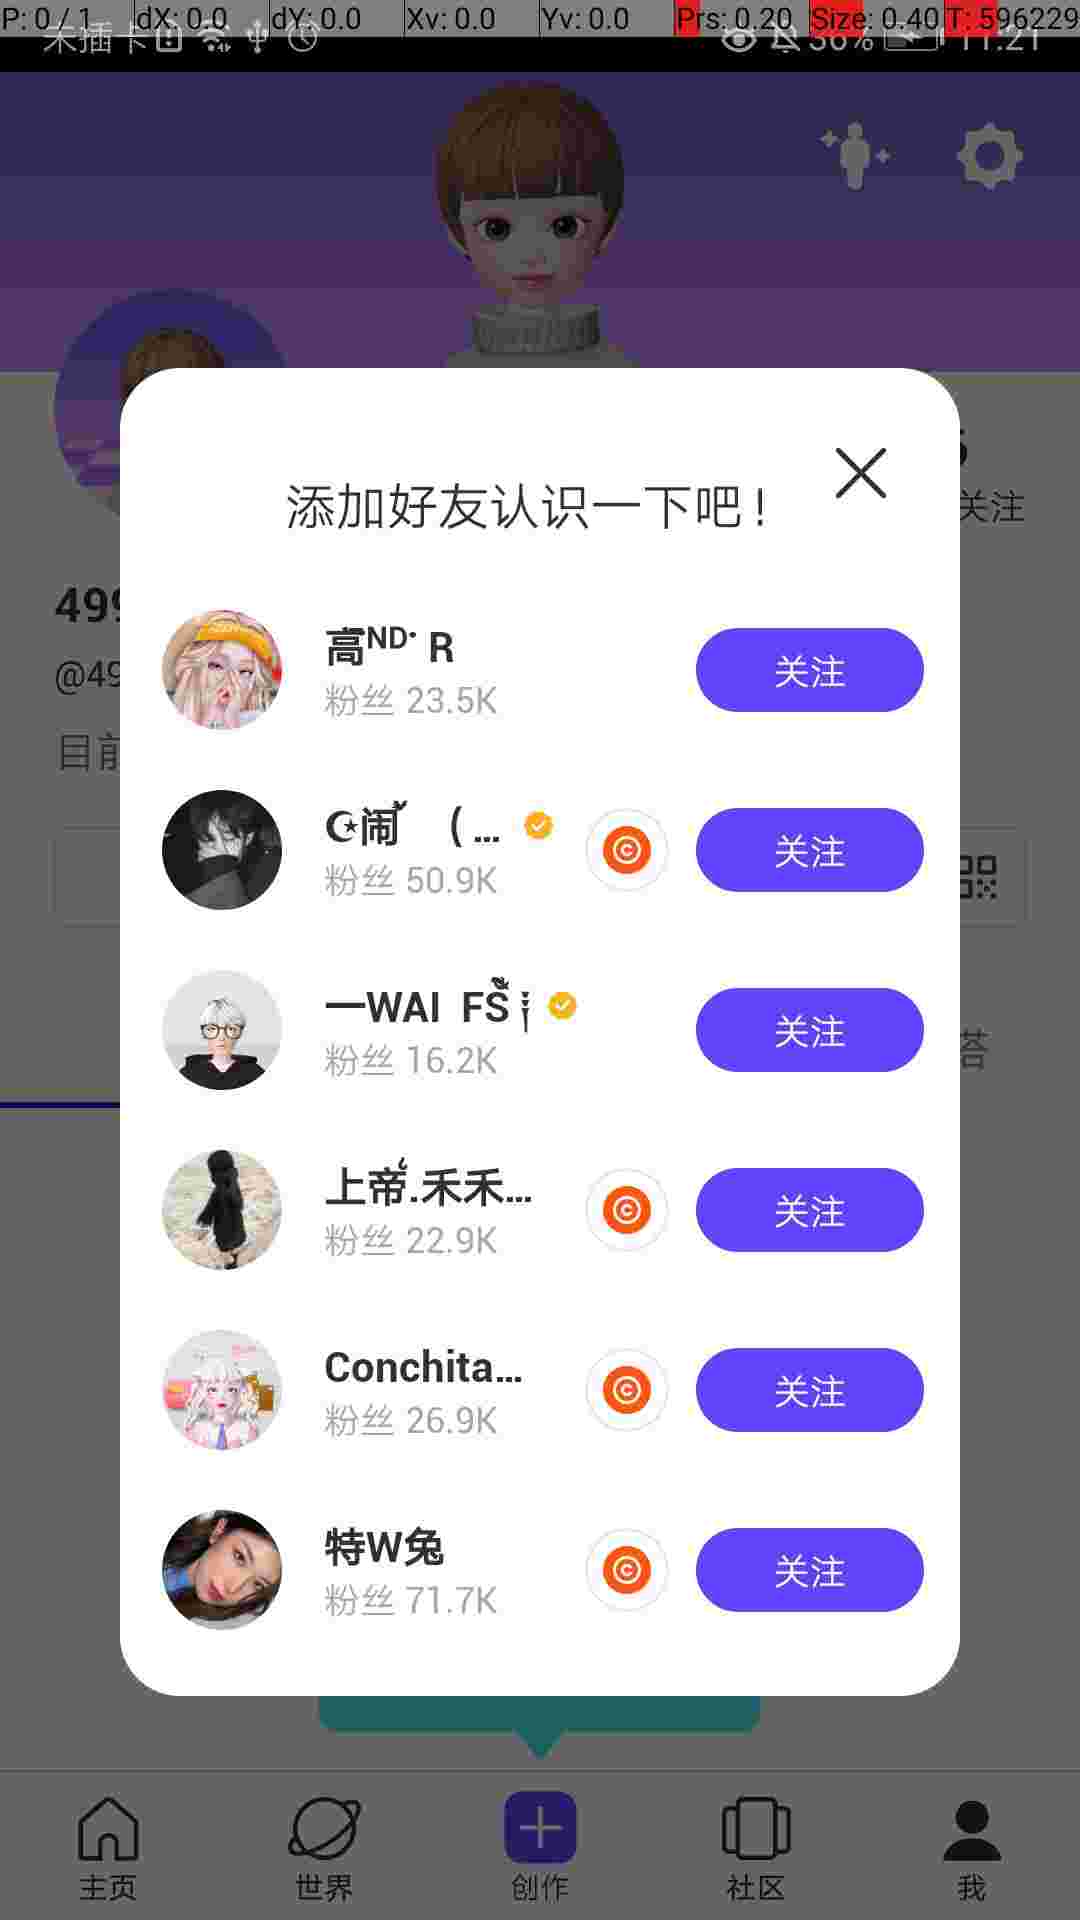 P: 0 / 1 dX: 0.0 dY: 0.0 Xv: 0.0 Yv: 0.0 Prs: 0.20 Size: 0.40 T: 596229
未插卡 36% 11:21
关注
499
@49
目前
添加好友认识一下吧！
高ᴺᴰ· R
粉丝 23.5K
关注
☪闹 ( ...
粉丝 50.9K
关注
一WAI FS
粉丝 16.2K
关注
塔
上帝.禾禾...
粉丝 22.9K
关注
Conchita...
粉丝 26.9K
关注
特W兔
粉丝 71.7K
关注
主页 世界 创作 社区 我